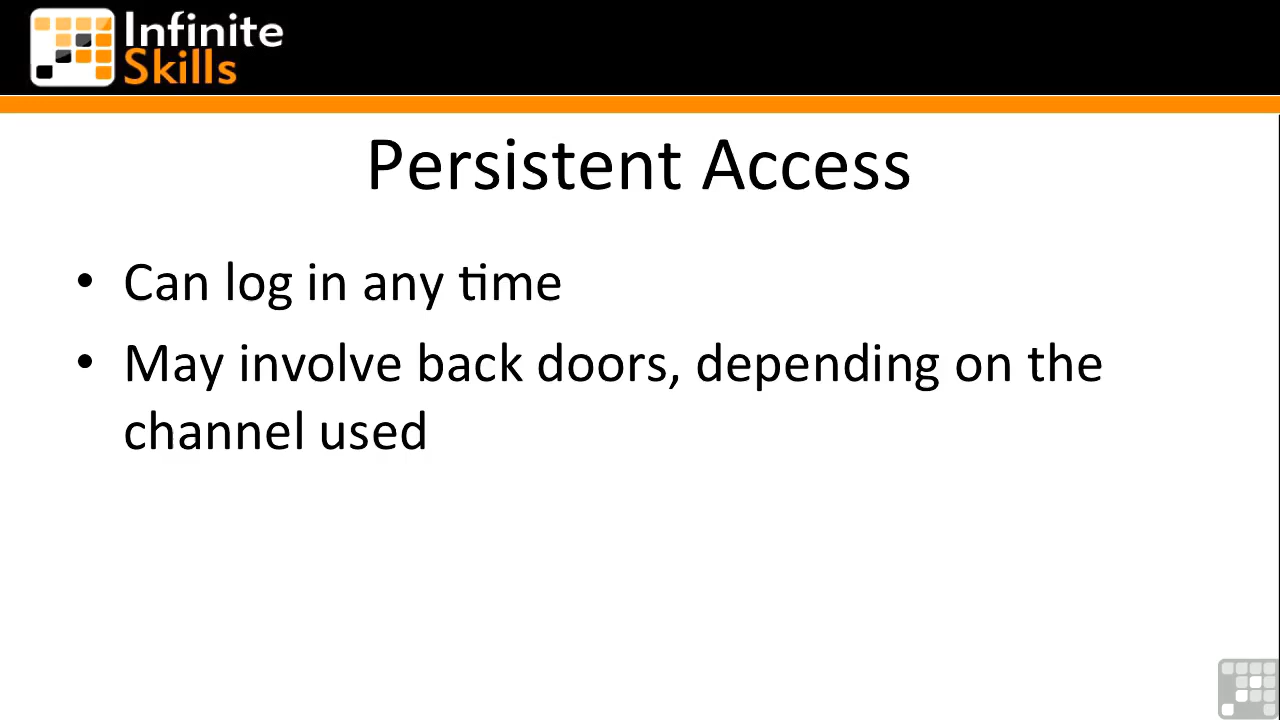 Infinite
Skills
Persistent Access
• Can log in any time
• May involve back doors, depending on the
channel used